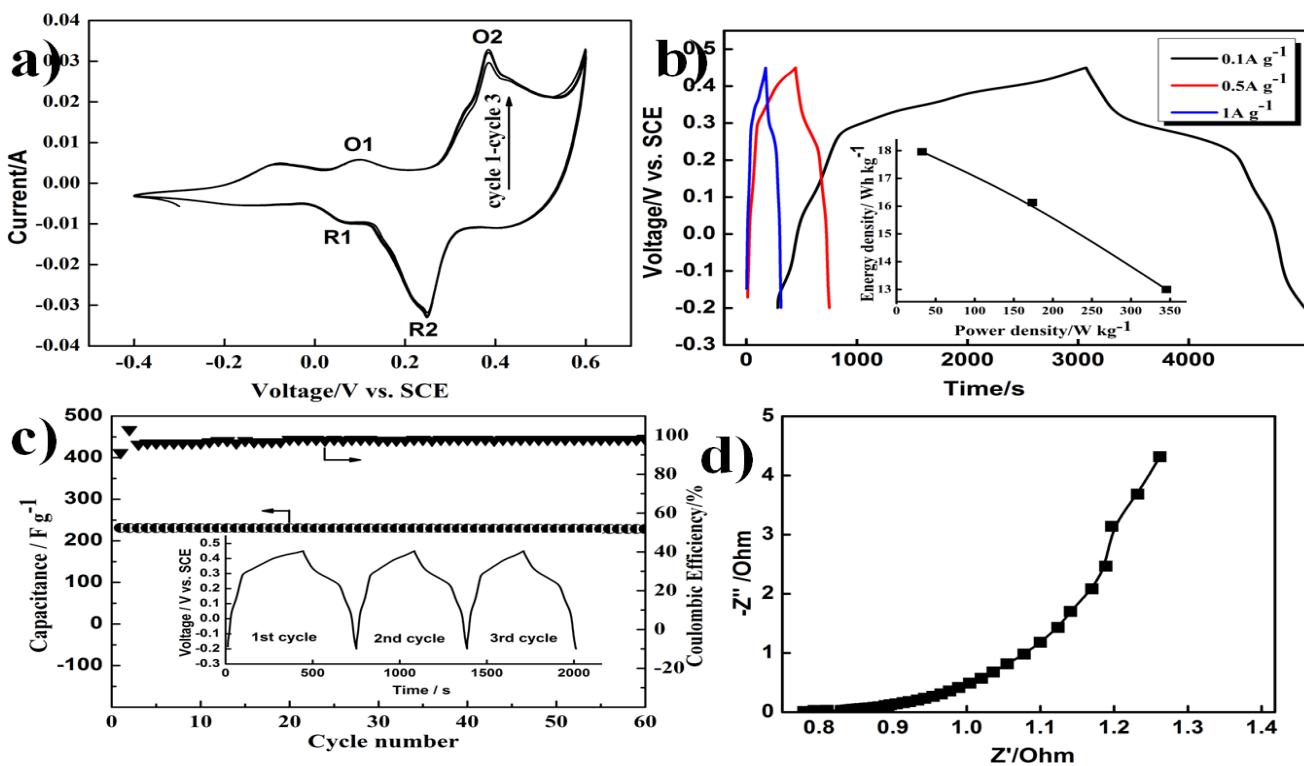 a)
0.04
0.03
0.02
0.01
0.00
-0.01
-0.02
-0.03
-0.04
Current/A
O1
O2
R1
R2
cycle 1-cycle 3
-0.4
-0.2
0.0
0.2
0.4
0.6
Voltage/V vs. SCE
b)
0.5
0.4
0.3
0.2
0.1
0.0
-0.1
-0.2
-0.3
Voltage/V vs. SCE
0.1A g⁻¹
0.5A g⁻¹
1A g⁻¹
18
17
16
15
14
13
Energy density/ Wh kg⁻¹
0 50 100 150 200 250 300 350
Power density/W kg⁻¹
0 1000 2000 3000 4000
Time/s
c)
500
450
400
350
300
250
200
150
100
50
0
-50
-100
Capacitance / F g⁻¹
100
80
60
40
20
0
-20
Coulombic Efficiency/%
0.5
0.4
0.3
0.2
0.1
0.0
-0.1
-0.2
-0.3
Voltage / V vs. SCE
1st cycle 2nd cycle 3rd cycle
0 500 1000 1500 2000
Time / s
0 10 20 30 40 50 60
Cycle number
d)
5
4
3
2
1
0
-Z'' /Ohm
0.8 0.9 1.0 1.1 1.2 1.3 1.4
Z'/Ohm